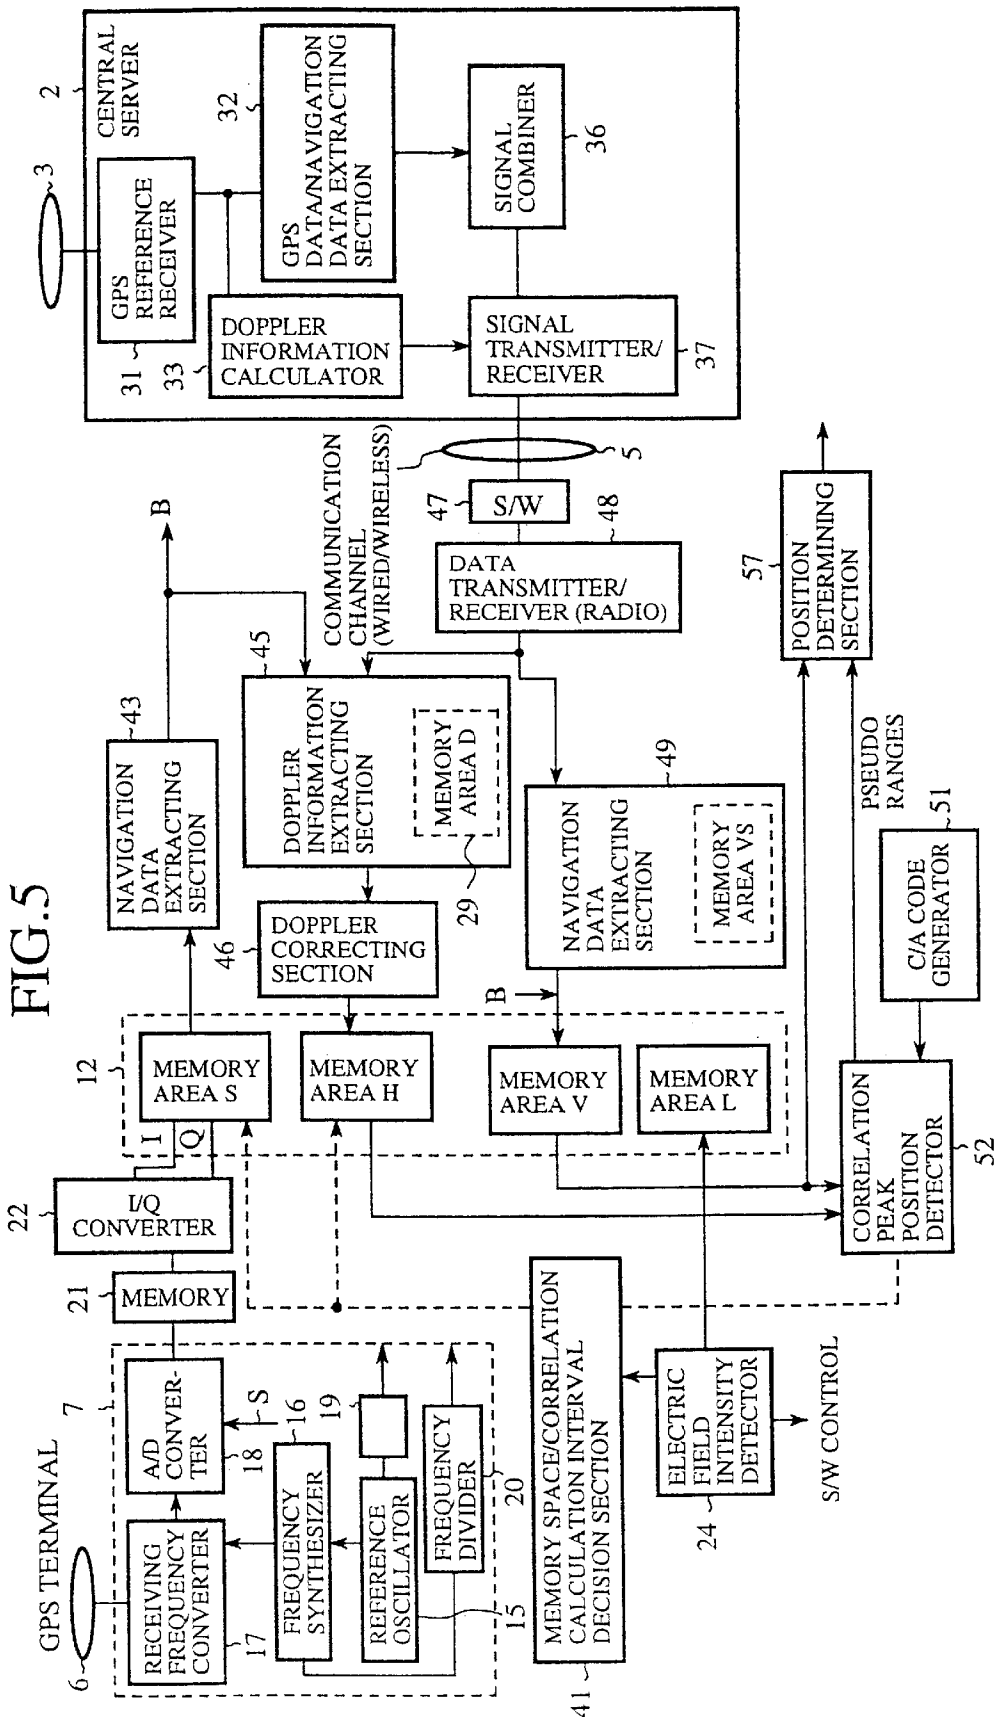 FIG.5
GPS TERMINAL
6
7
RECEIVING
FREQUENCY
CONVERTER
17
A/D
CONVER-
TER
18
S
FREQUENCY
SYNTHESIZER
16
REFERENCE
OSCILLATOR
15
19
FREQUENCY
DIVIDER
20
MEMORY
21
I/Q
CONVERTER
22
I
Q
12
MEMORY
AREA S
MEMORY
AREA H
MEMORY
AREA V
MEMORY
AREA L
NAVIGATION
DATA
EXTRACTING
SECTION
43
B
DOPPLER
INFORMATION
EXTRACTING
SECTION
45
MEMORY
AREA D
29
DOPPLER
CORRECTING
SECTION
46
NAVIGATION
DATA
EXTRACTING
SECTION
49
MEMORY
AREA VS
B
MEMORY SPACE/CORRELATION
CALCULATION INTERVAL
DECISION SECTION
41
ELECTRIC
FIELD
INTENSITY
DETECTOR
24
S/W CONTROL
CORRELATION
PEAK
POSITION
DETECTOR
52
C/A CODE
GENERATOR
51
PSEUDO
RANGES
POSITION
DETERMINING
SECTION
57
COMMUNICATION
CHANNEL
(WIRED/WIRELESS)
5
S/W
47
DATA
TRANSMITTER/
RECEIVER (RADIO)
48
2
CENTRAL
SERVER
3
GPS
REFERENCE
RECEIVER
31
GPS
DATA/NAVIGATION
DATA EXTRACTING
SECTION
32
DOPPLER
INFORMATION
CALCULATOR
33
SIGNAL
COMBINER
36
SIGNAL
TRANSMITTER/
RECEIVER
37